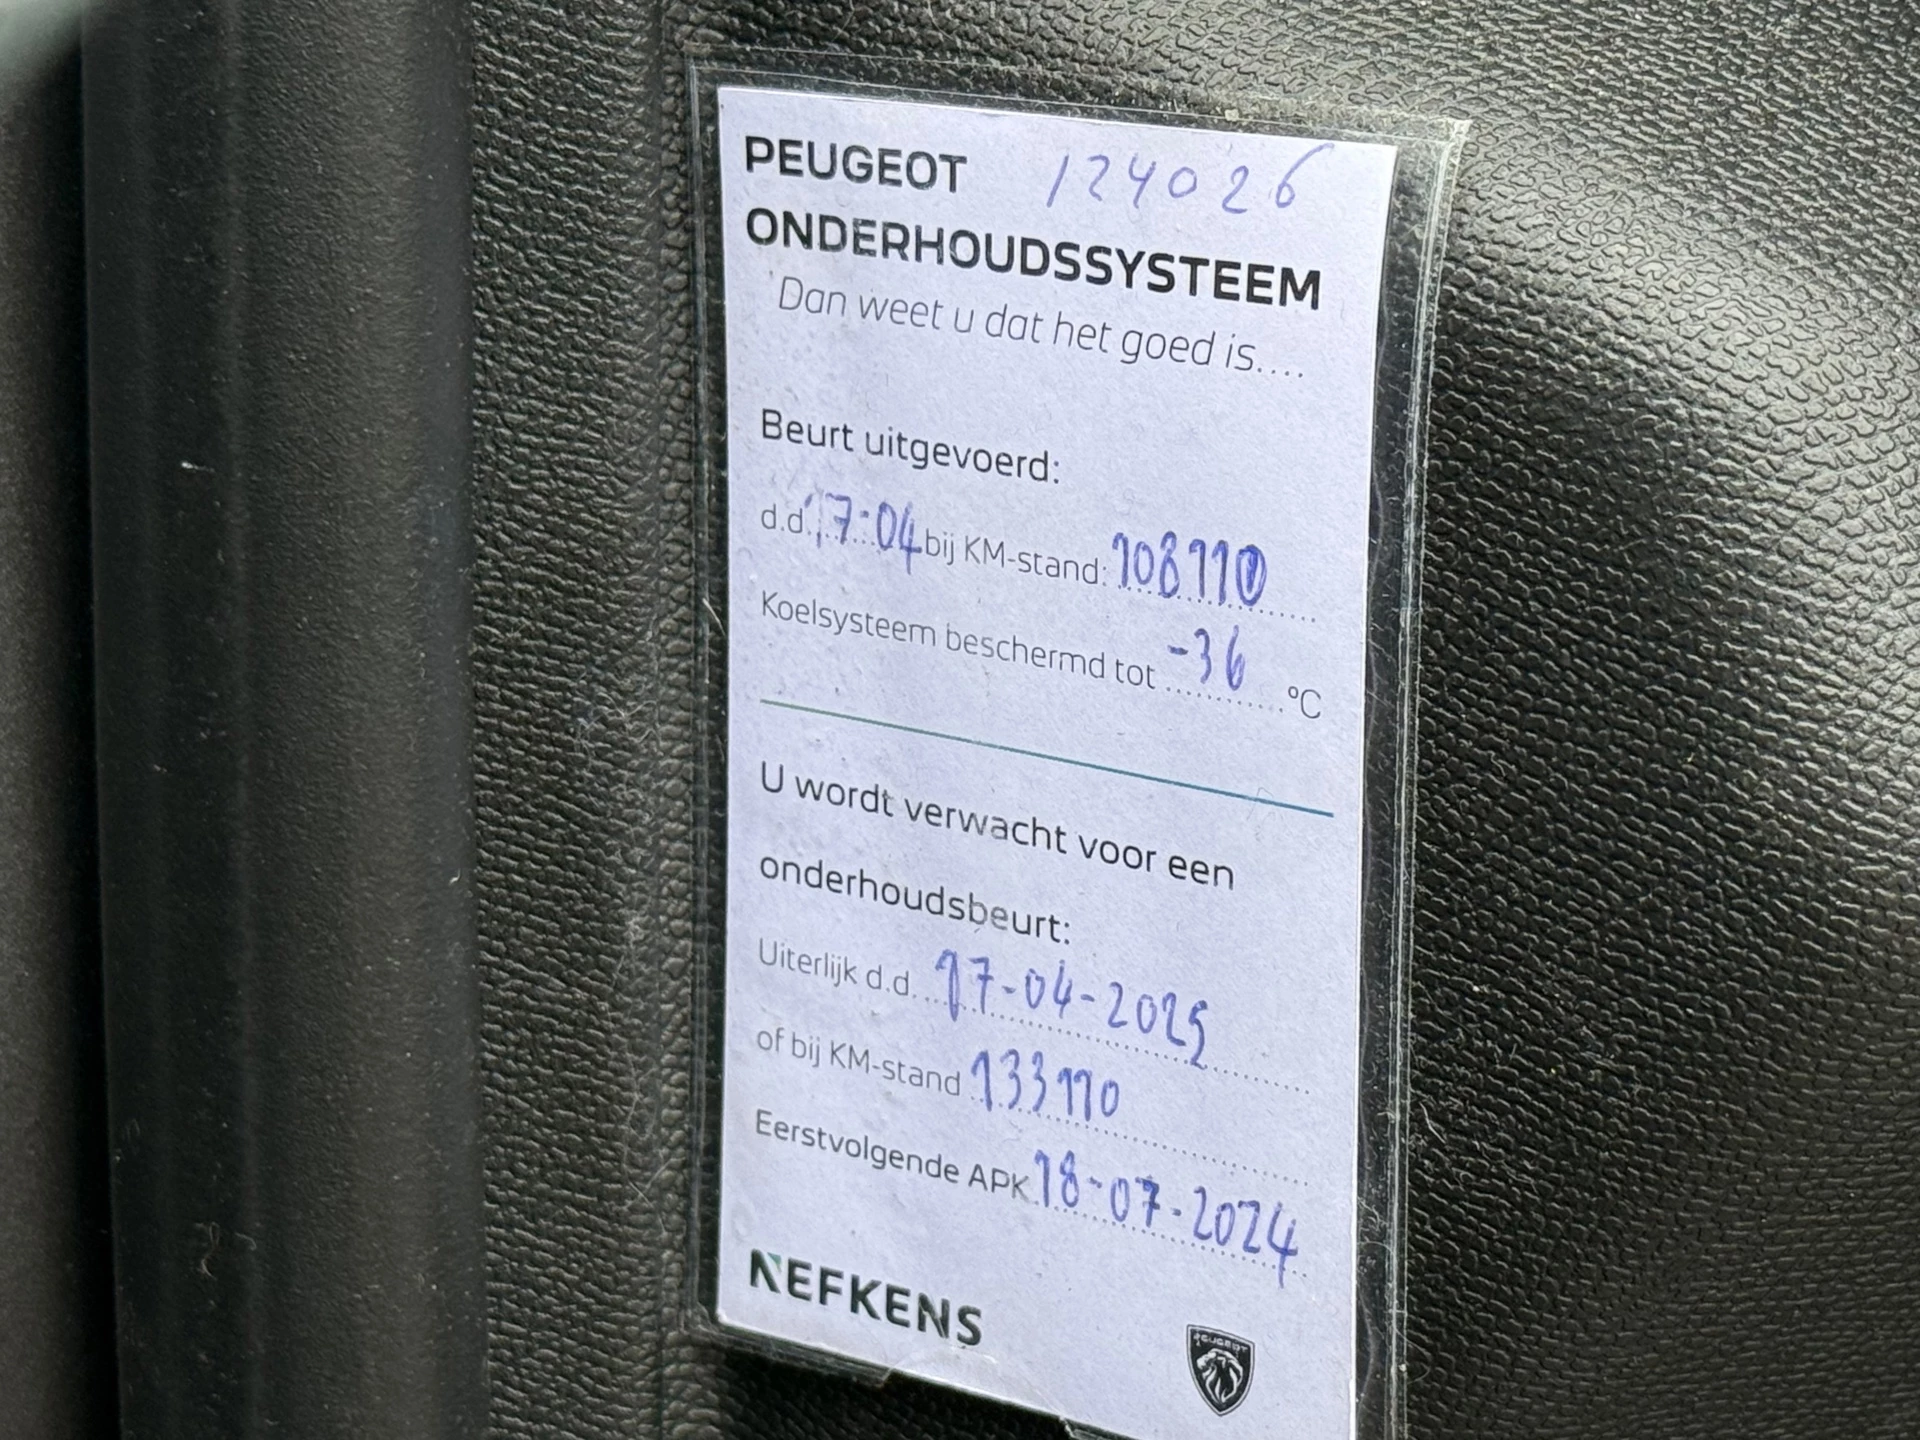 PEUGEOT 124026
ONDERHOUDSSYSTEEM
Dan weet u dat het goed is....
Beurt uitgevoerd:
d.d. 17-04 bij KM-stand: 108110
Koelsysteem beschermd tot -36 °C
U wordt verwacht voor een
onderhoudsbeurt:
Uiterlijk d.d. 17-04-2025
of bij KM-stand 133110
Eerstvolgende APK 18-07-2024
NEFKENS
PEUGEOT